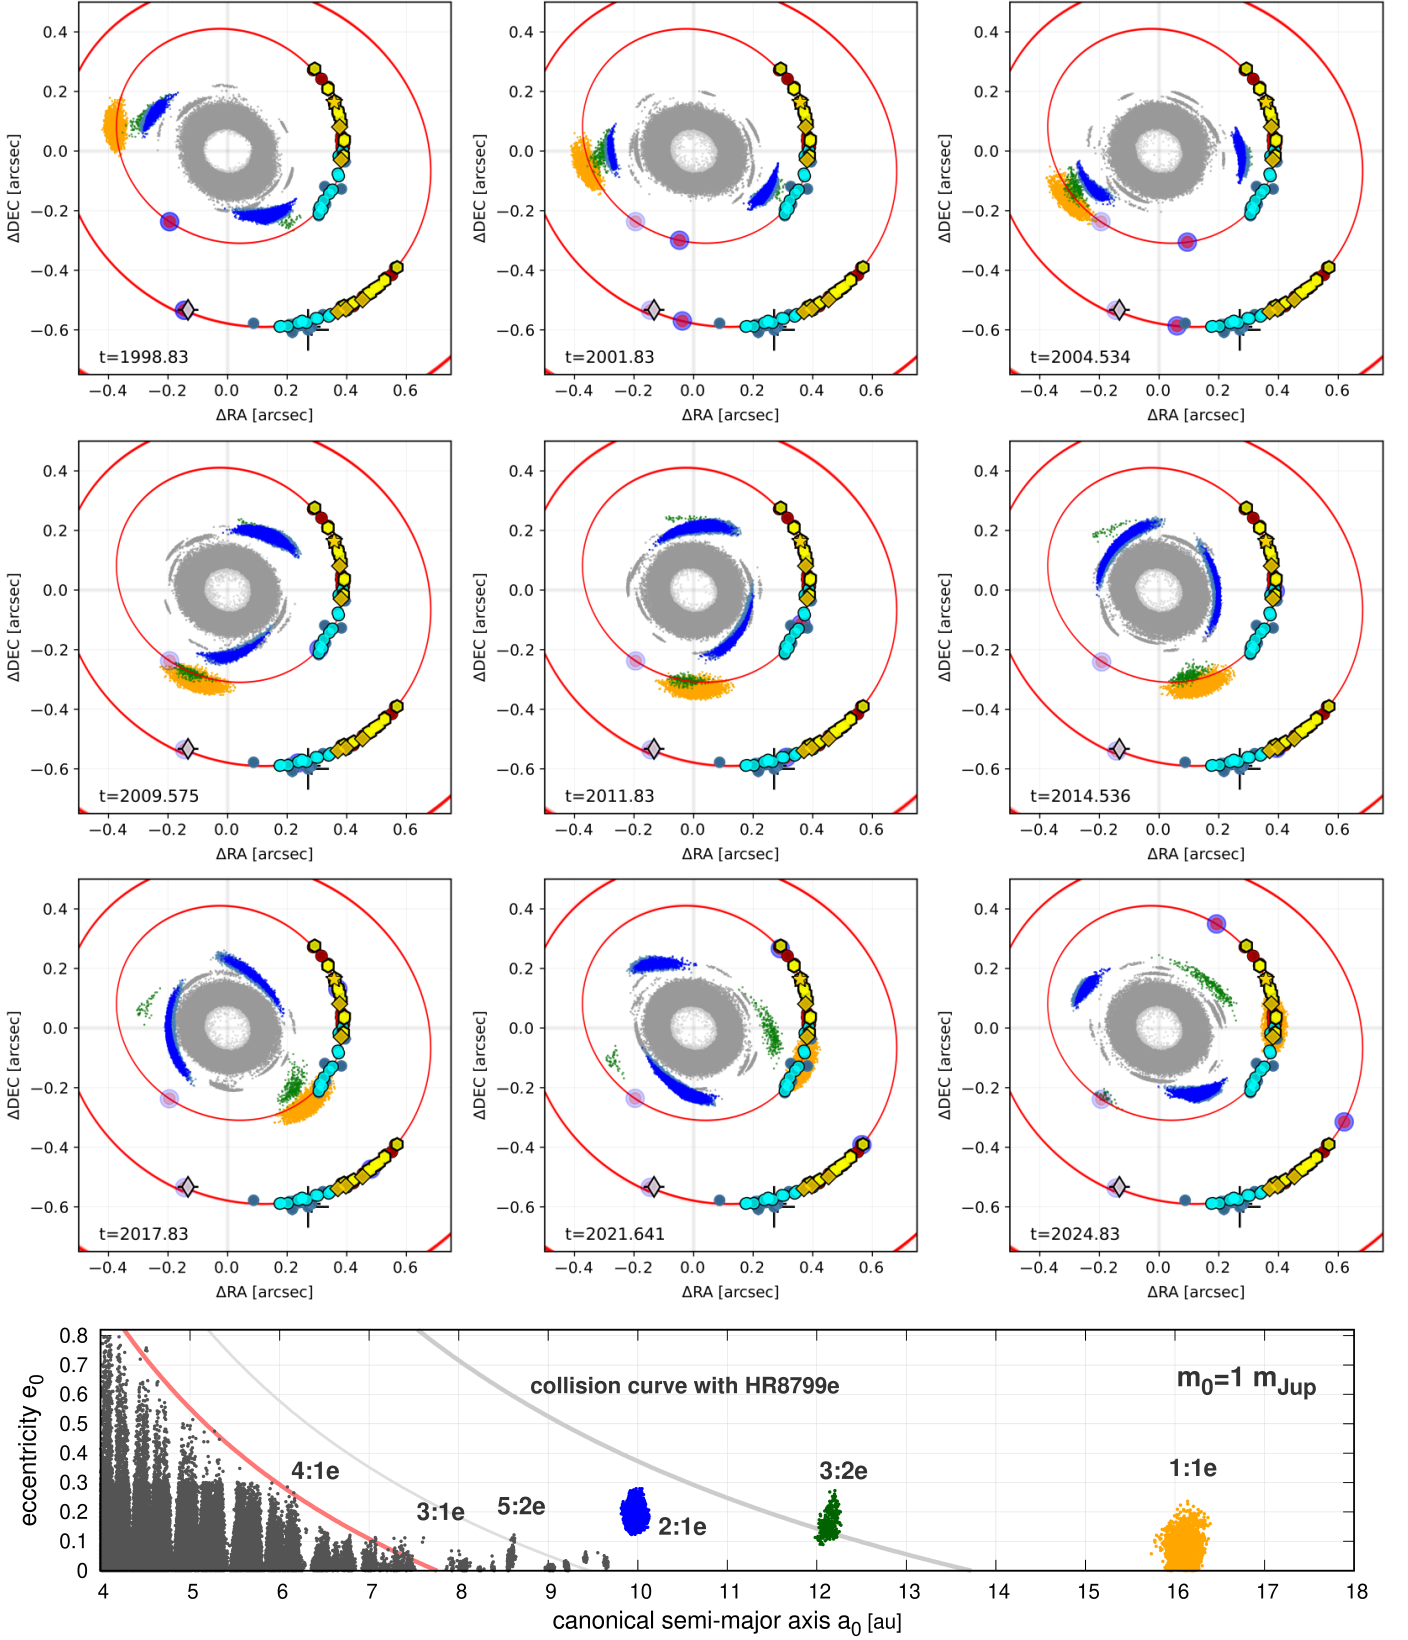 0.4
0.2
0.0
−0.2
−0.4
−0.6
ΔDEC [arcsec]
t=1998.83
−0.4 −0.2 0.0 0.2 0.4 0.6
ΔRA [arcsec]
0.4
0.2
0.0
−0.2
−0.4
−0.6
ΔDEC [arcsec]
t=2001.83
−0.4 −0.2 0.0 0.2 0.4 0.6
ΔRA [arcsec]
0.4
0.2
0.0
−0.2
−0.4
−0.6
ΔDEC [arcsec]
t=2004.534
−0.4 −0.2 0.0 0.2 0.4 0.6
ΔRA [arcsec]
0.4
0.2
0.0
−0.2
−0.4
−0.6
ΔDEC [arcsec]
t=2009.575
−0.4 −0.2 0.0 0.2 0.4 0.6
ΔRA [arcsec]
0.4
0.2
0.0
−0.2
−0.4
−0.6
ΔDEC [arcsec]
t=2011.83
−0.4 −0.2 0.0 0.2 0.4 0.6
ΔRA [arcsec]
0.4
0.2
0.0
−0.2
−0.4
−0.6
ΔDEC [arcsec]
t=2014.536
−0.4 −0.2 0.0 0.2 0.4 0.6
ΔRA [arcsec]
0.4
0.2
0.0
−0.2
−0.4
−0.6
ΔDEC [arcsec]
t=2017.83
−0.4 −0.2 0.0 0.2 0.4 0.6
ΔRA [arcsec]
0.4
0.2
0.0
−0.2
−0.4
−0.6
ΔDEC [arcsec]
t=2021.641
−0.4 −0.2 0.0 0.2 0.4 0.6
ΔRA [arcsec]
0.4
0.2
0.0
−0.2
−0.4
−0.6
ΔDEC [arcsec]
t=2024.83
−0.4 −0.2 0.0 0.2 0.4 0.6
ΔRA [arcsec]
0.8
0.7
0.6
0.5
0.4
0.3
0.2
0.1
0
eccentricity e₀
collision curve with HR8799e
m₀=1 m_Jup
4:1e
3:1e
5:2e
2:1e
3:2e
1:1e
4 5 6 7 8 9 10 11 12 13 14 15 16 17 18
canonical semi-major axis a₀ [au]